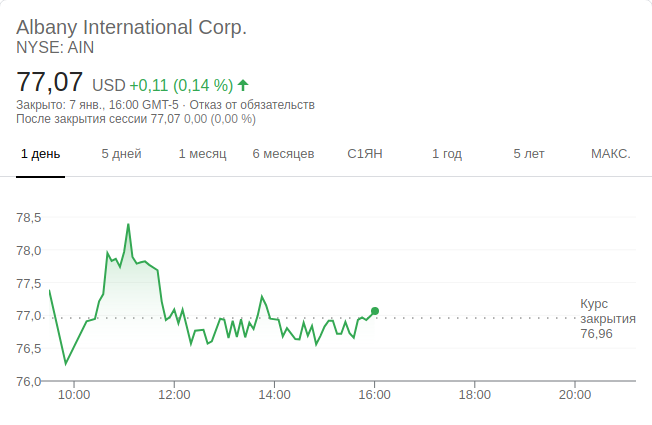 Albany International Corp.
NYSE: AIN
77,07 USD +0,11 (0,14 %)
Закрыто: 7 янв., 16:00 GMT-5 · Отказ от обязательств
После закрытия сессии 77,07 0,00 (0,00 %)
1 день 5 дней 1 месяц 6 месяцев С1ЯН 1 год 5 лет МАКС.
78,5
78,0
77,5
77,0
76,5
76,0
Курс
закрытия
76,96
10:00 12:00 14:00 16:00 18:00 20:00